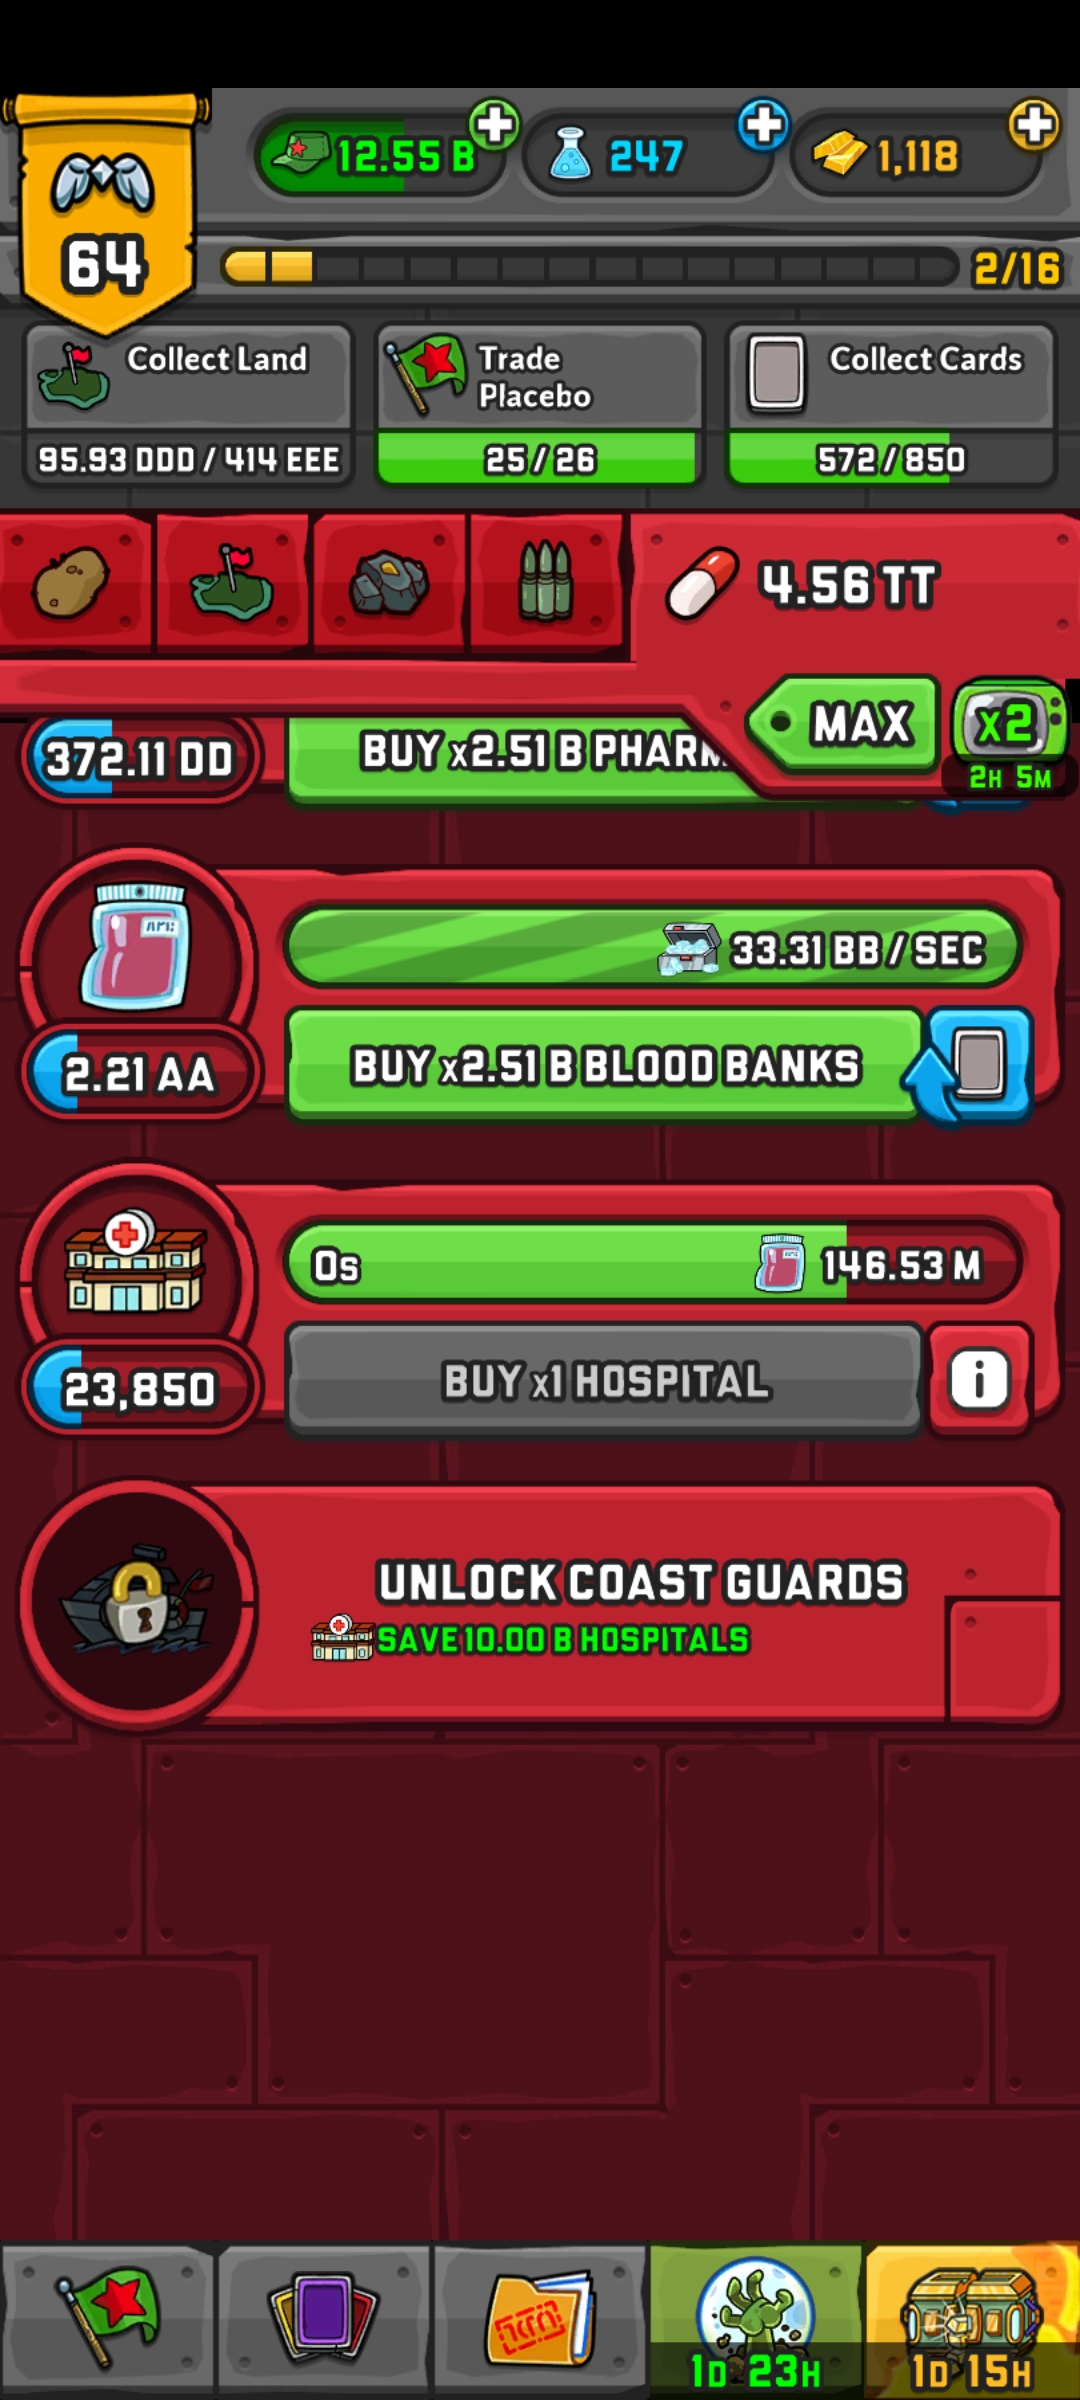 12.55 B
247
1,118
64
2/16
Collect Land
95.93 DDD / 414 EEE
Trade
Placebo
25 / 26
Collect Cards
572 / 850
4.56 TT
MAX
X2
2H 5M
372.11 DD
BUY x2.51 B PHARM
33.31 BB / SEC
2.21 AA
BUY x2.51 B BLOOD BANKS
0s
146.53 M
23,850
BUY x1 HOSPITAL
UNLOCK COAST GUARDS
SAVE 10.00 B HOSPITALS
1D 23H
1D 15H